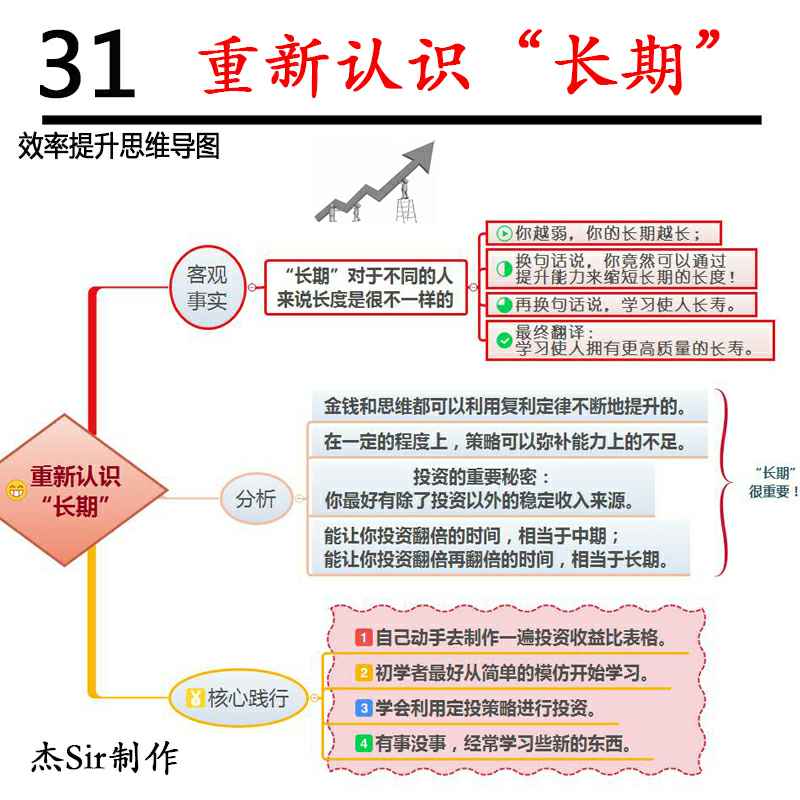 31 重新认识“长期”
效率提升思维导图
客观
事实
“长期”对于不同的人
来说长度是很不一样的
你越弱，你的长期越长；
换句话说，你竟然可以通过
提升能力来缩短长期的长度！
再换句话说，学习使人长寿。
最终翻译：
学习使人拥有更高质量的长寿。
重新认识
“长期”
分析
金钱和思维都可以利用复利定律不断地提升的。
在一定的程度上，策略可以弥补能力上的不足。
投资的重要秘密：
你最好有除了投资以外的稳定收入来源。
能让你投资翻倍的时间，相当于中期；
能让你投资翻倍再翻倍的时间，相当于长期。
“长期”
很重要！
核心践行
1 自己动手去制作一遍投资收益比表格。
2 初学者最好从简单的模仿开始学习。
3 学会利用定投策略进行投资。
4 有事没事，经常学习些新的东西。
杰Sir制作